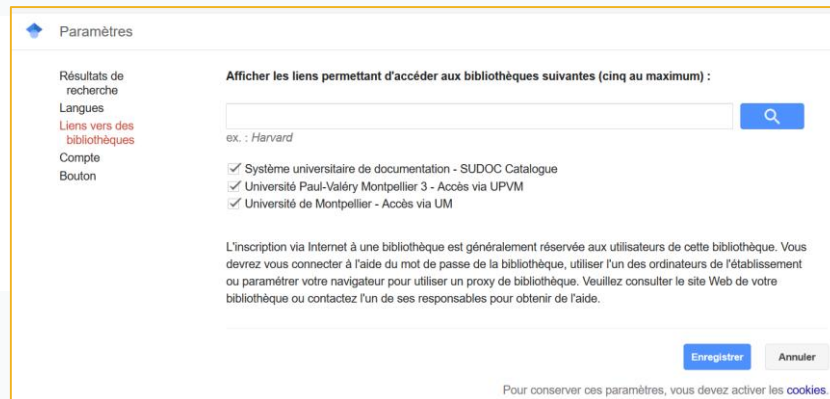 Paramètres
Résultats de
recherche
Langues
Liens vers des
bibliothèques
Compte
Bouton
Afficher les liens permettant d'accéder aux bibliothèques suivantes (cinq au maximum) :
ex. : Harvard
Système universitaire de documentation - SUDOC Catalogue
Université Paul-Valéry Montpellier 3 - Accès via UPVM
Université de Montpellier - Accès via UM
L'inscription via Internet à une bibliothèque est généralement réservée aux utilisateurs de cette bibliothèque. Vous
devrez vous connecter à l'aide du mot de passe de la bibliothèque, utiliser l'un des ordinateurs de l'établissement
ou paramétrer votre navigateur pour utiliser un proxy de bibliothèque. Veuillez consulter le site Web de votre
bibliothèque ou contactez l'un de ses responsables pour obtenir de l'aide.
Enregistrer
Annuler
Pour conserver ces paramètres, vous devez activer les cookies